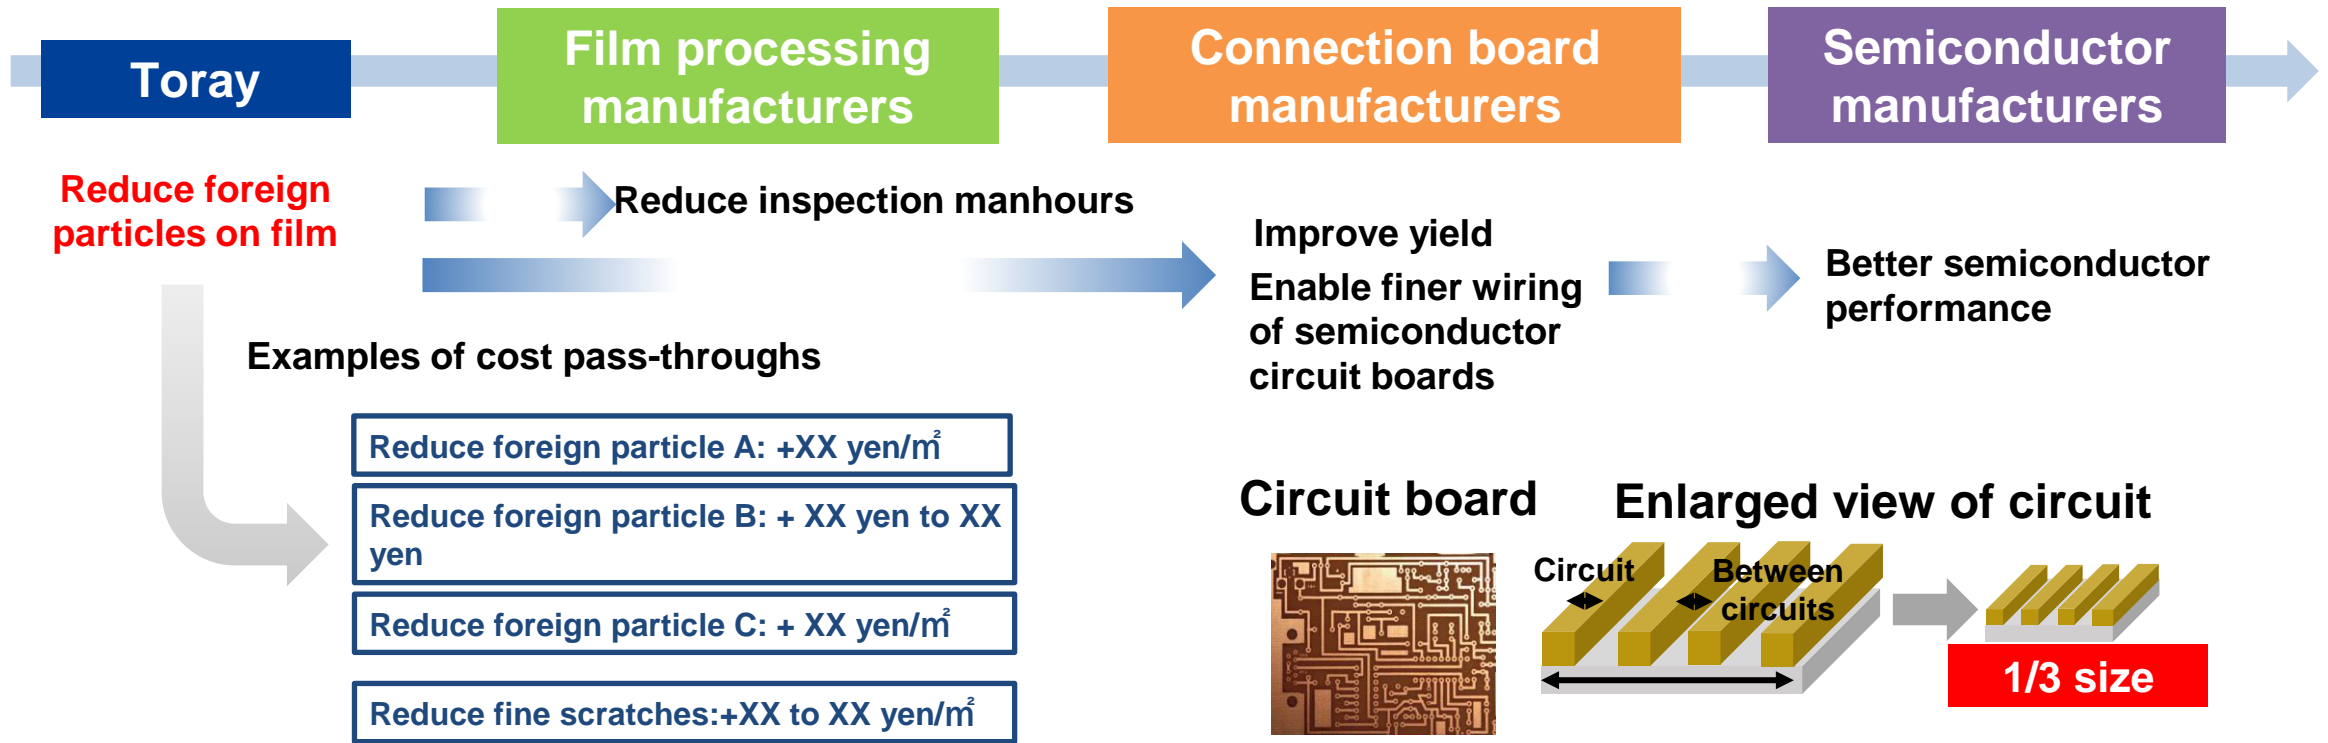 Toray
Film processing
manufacturers
Connection board
manufacturers
Semiconductor
manufacturers
Reduce foreign
particles on film
Reduce inspection manhours
Improve yield
Enable finer wiring
of semiconductor
circuit boards
Better semiconductor
performance
Examples of cost pass-throughs
Reduce foreign particle A: +XX yen/㎡
Reduce foreign particle B: + XX yen to XX
yen
Reduce foreign particle C: + XX yen/㎡
Reduce fine scratches:+XX to XX yen/㎡
Circuit board
Enlarged view of circuit
Circuit
Between
circuits
1/3 size